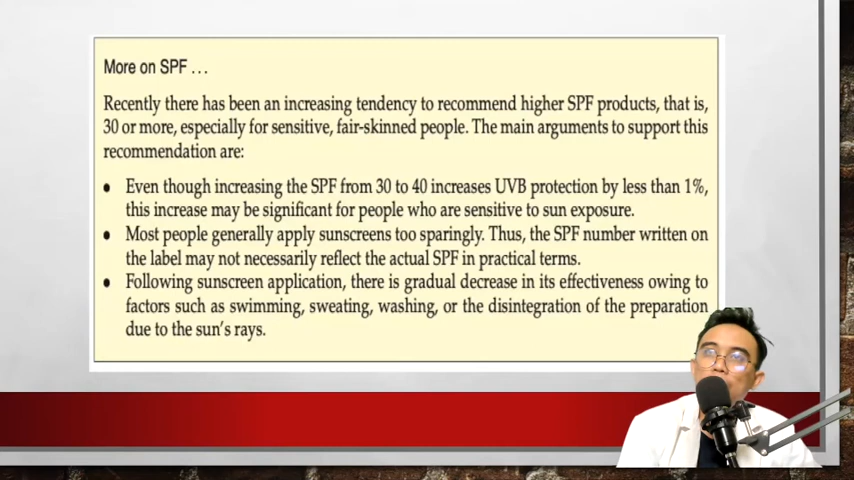 More on SPF ...
Recently there has been an increasing tendency to recommend higher SPF products, that is,
30 or more, especially for sensitive, fair-skinned people. The main arguments to support this
recommendation are:
• Even though increasing the SPF from 30 to 40 increases UVB protection by less than 1%,
this increase may be significant for people who are sensitive to sun exposure.
• Most people generally apply sunscreens too sparingly. Thus, the SPF number written on
the label may not necessarily reflect the actual SPF in practical terms.
• Following sunscreen application, there is gradual decrease in its effectiveness owing to
factors such as swimming, sweating, washing, or the disintegration of the preparation
due to the sun's rays.